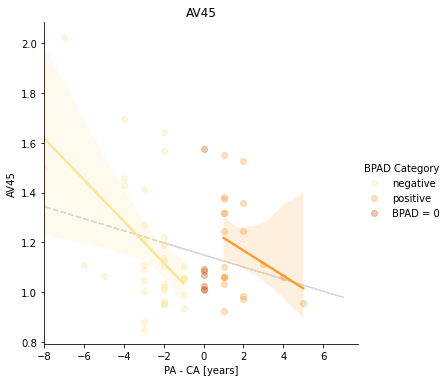 AV45
2.0
1.8
1.6
1.4
1.2
1.0
0.8
AV45
−8 −6 −4 −2 0 2 4 6
PA - CA [years]
BPAD Category
negative
positive
BPAD = 0